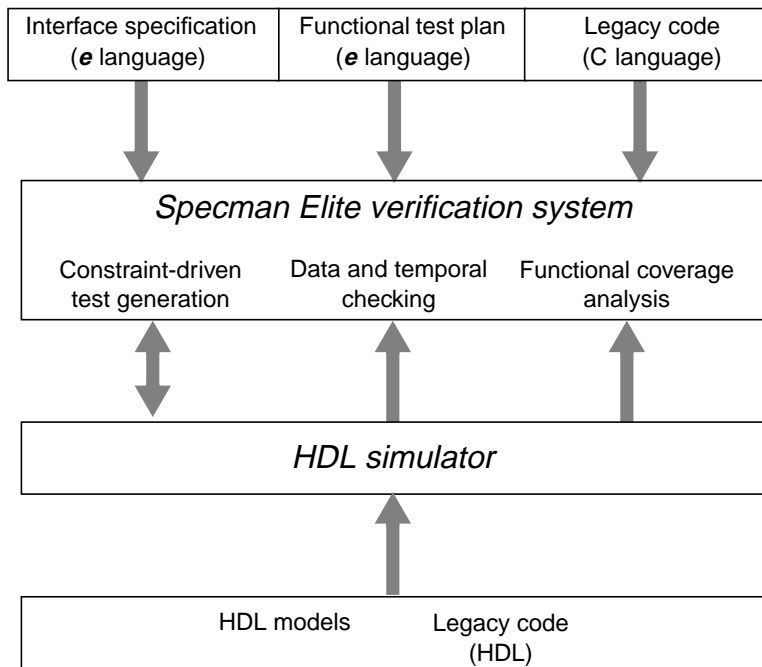 Interface specification
(e language)
Functional test plan
(e language)
Legacy code
(C language)
Specman Elite verification system
Constraint-driven
test generation
Data and temporal
checking
Functional coverage
analysis
HDL simulator
HDL models
Legacy code
(HDL)